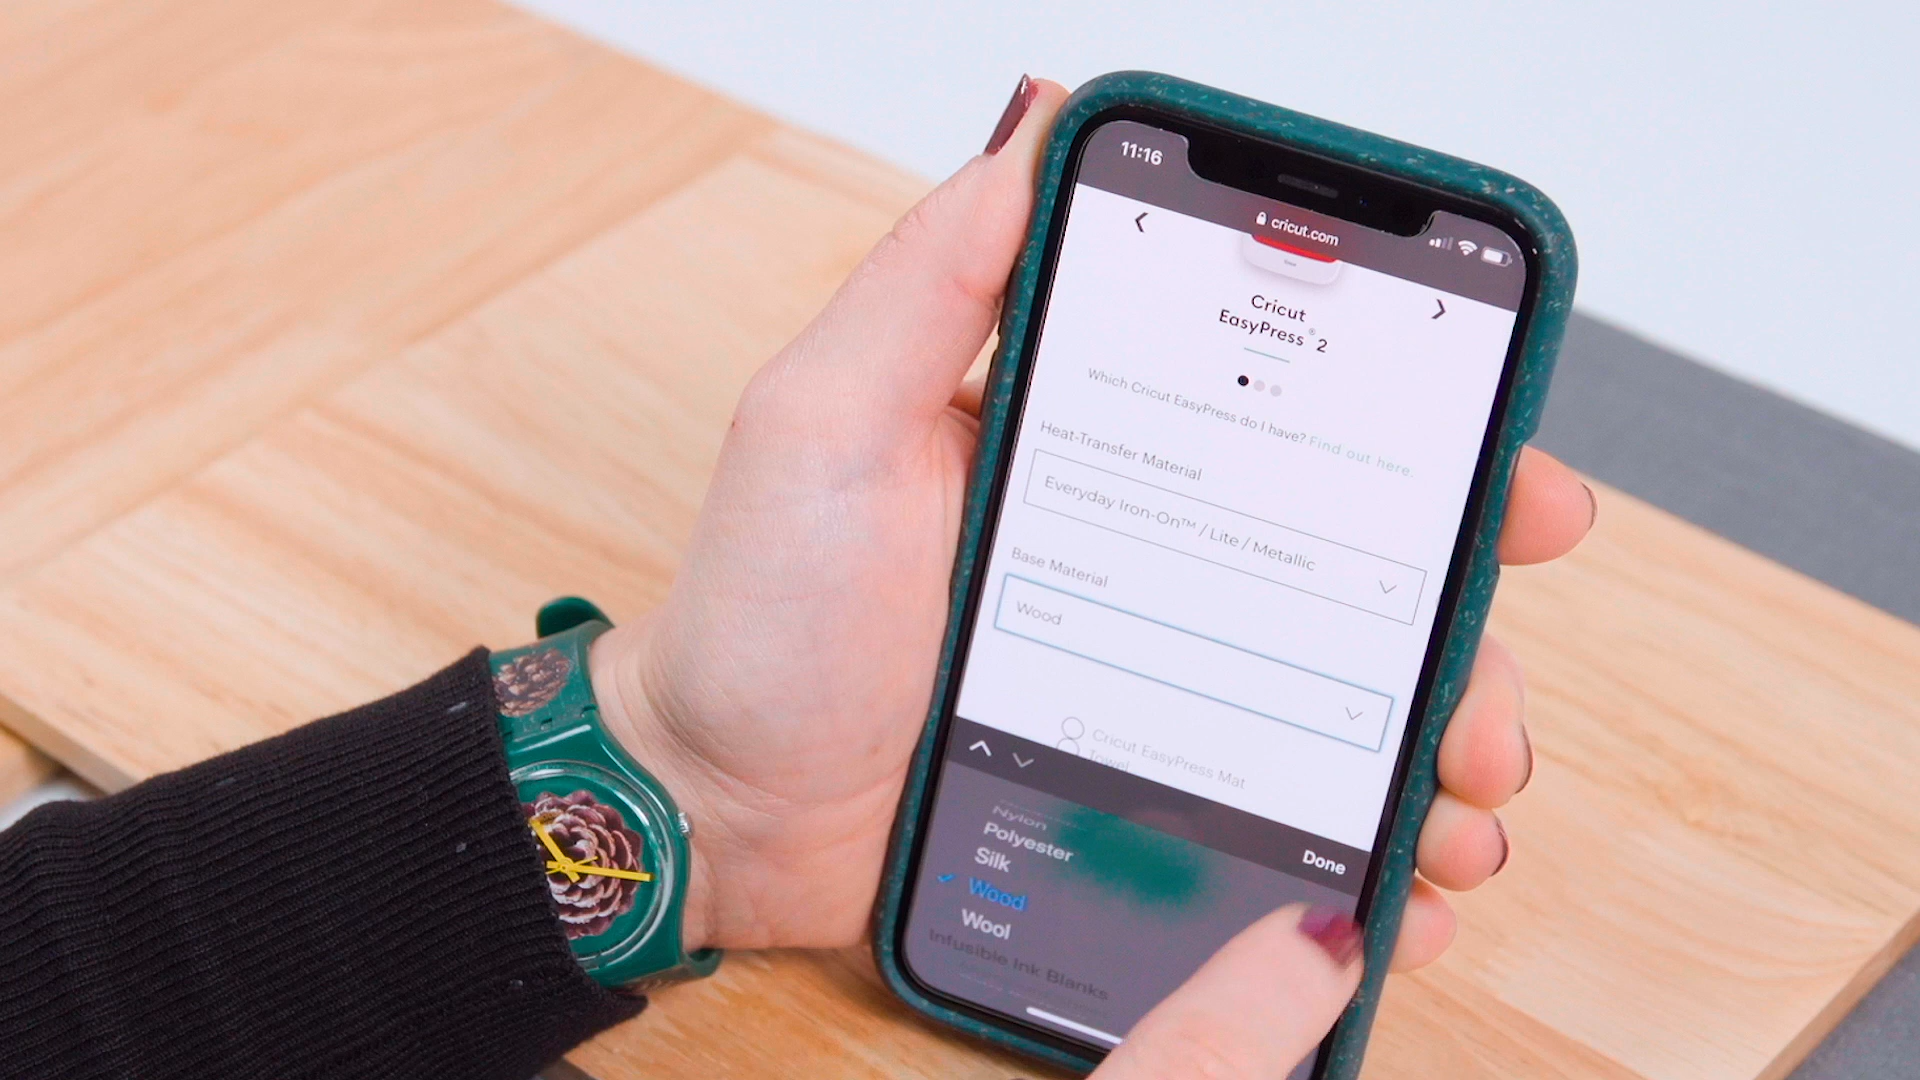 11:16
cricut.com
Cricut
EasyPress® 2
Which Cricut EasyPress do I have? Find out here.
Heat-Transfer Material
Everyday Iron-On™ / Lite / Metallic
Base Material
Wood
Cricut EasyPress Mat
Towel
Done
Nylon
Polyester
Silk
Wood
Wool
Infusible Ink Blanks